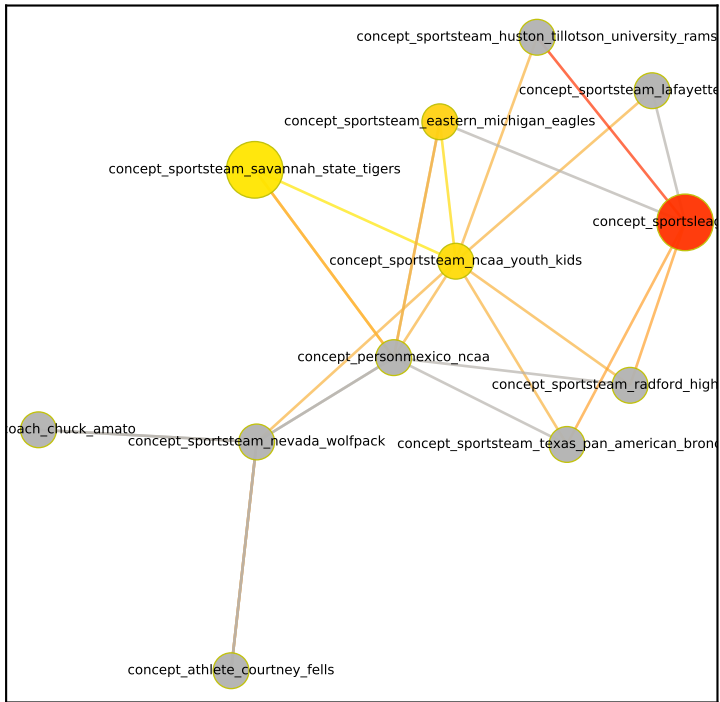 concept_sportsteam_huston_tillotson_university_rams
concept_sportsteam_lafayette
concept_sportsteam_eastern_michigan_eagles
concept_sportsteam_savannah_state_tigers
concept_sportsleag
concept_sportsteam_ncaa_youth_kids
concept_personmexico_ncaa
concept_sportsteam_radford_high
oach_chuck_amato
concept_sportsteam_nevada_wolfpack
concept_sportsteam_texas_pan_american_bronc
concept_athlete_courtney_fells